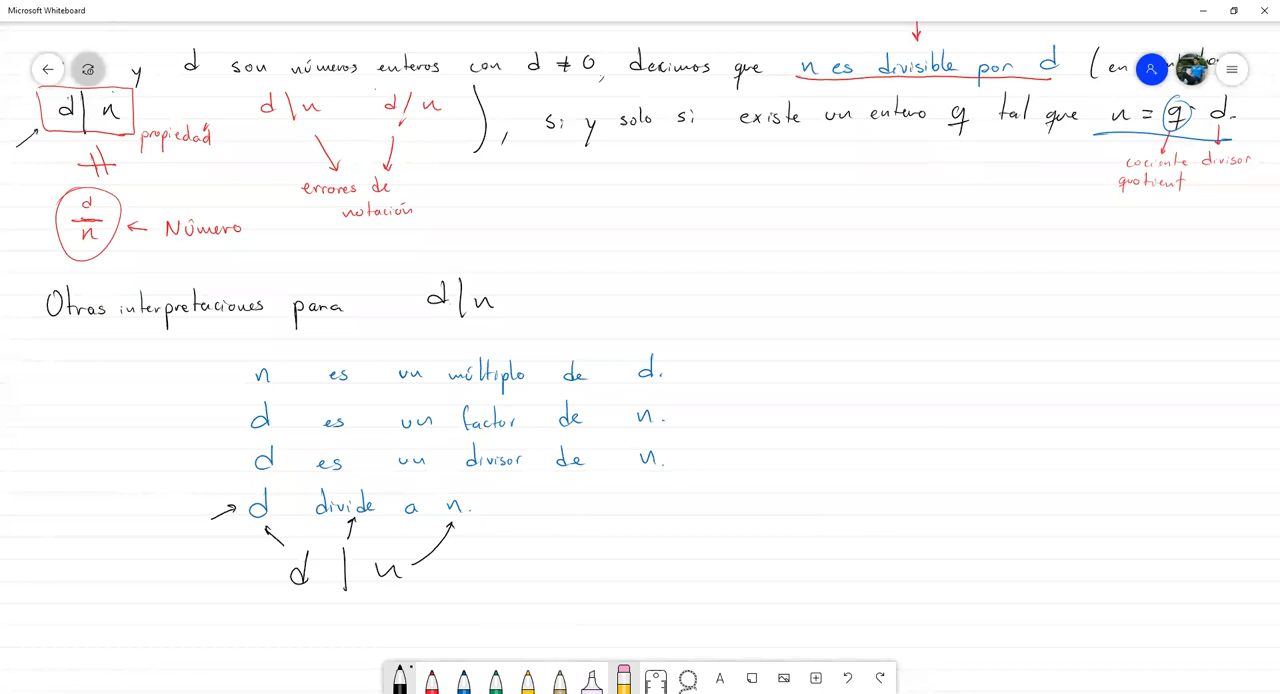 Microsoft Whiteboard
y d son números enteros con d ≠ 0, decimos que n es divisible por d (en
d | n d \ n d / n ), si y solo si existe un entero q tal que n = q · d.
propiedad
cociente divisor
quotient
errores de
notación
d/n ← Número
Otras interpretaciones para d | n
n es un múltiplo de d.
d es un factor de n.
d es un divisor de n.
→ d divide a n.
d | n